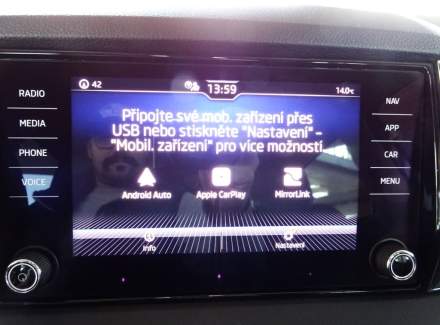 42 13:59 14.0°C
RADIO
MEDIA
PHONE
VOICE
Připojte své mob. zařízení přes
USB nebo stiskněte "Nastavení" -
"Mobil. zařízení" pro více možností.
Android Auto Apple CarPlay MirrorLink
Info Nastavení
NAV
APP
CAR
MENU